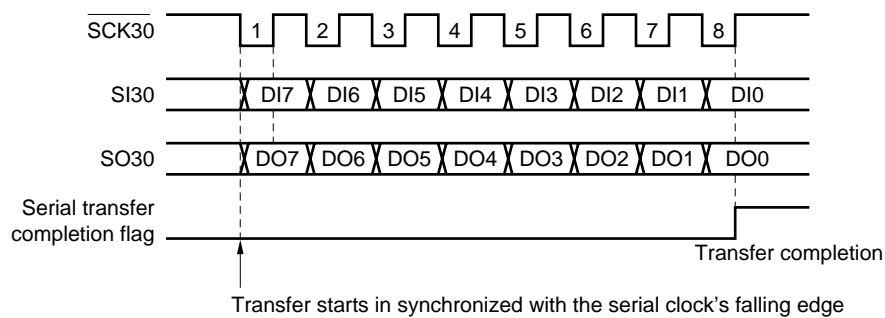 SCK30
1 2 3 4 5 6 7 8
SI30
DI7 DI6 DI5 DI4 DI3 DI2 DI1 DI0
SO30
DO7 DO6 DO5 DO4 DO3 DO2 DO1 DO0
Serial transfer
completion flag
Transfer completion
Transfer starts in synchronized with the serial clock's falling edge